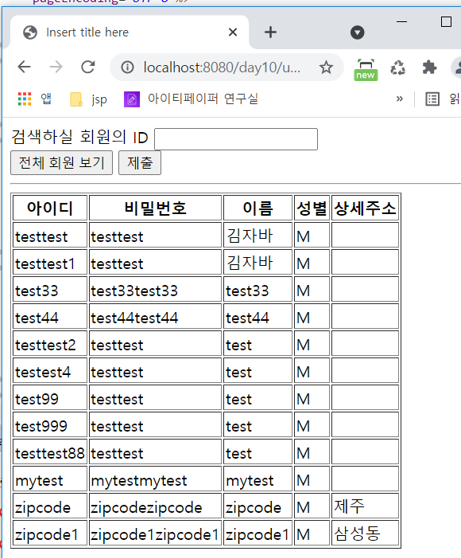 Insert title here
localhost:8080/day10/u...
new
앱 jsp 아이티페이퍼 연구실 » 읽
검색하실 회원의 ID
전체 회원 보기 제출
아이디 비밀번호 이름 성별 상세주소
testtest testtest 김자바 M
testtest1 testtest 김자바 M
test33 test33test33 test33 M
test44 test44test44 test44 M
testtest2 testtest test M
testest4 testtest test M
test99 testtest test M
test999 testtest test M
testtest88 testtest test M
mytest mytestmytest mytest M
zipcode zipcodezipcode zipcode M 제주
zipcode1 zipcode1zipcode1 zipcode1 M 삼성동